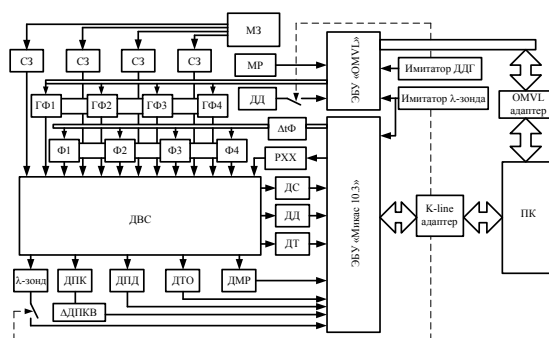 МЗ
СЗ СЗ СЗ СЗ
МР
ЭБУ «OMVL»
Имитатор ДДГ
ГФ1 ГФ2 ГФ3 ГФ4
ДД
Имитатор λ-зонда
OMVL
адаптер
ΔtФ
Ф1 Ф2 Ф3 Ф4
РХХ
ДВС
ДС
ДД
ДТ
ЭБУ «Микас 10.3»
K-line
адаптер
ПК
λ-зонд ДПК ДПД ДТО ДМР
ΔДПКВ